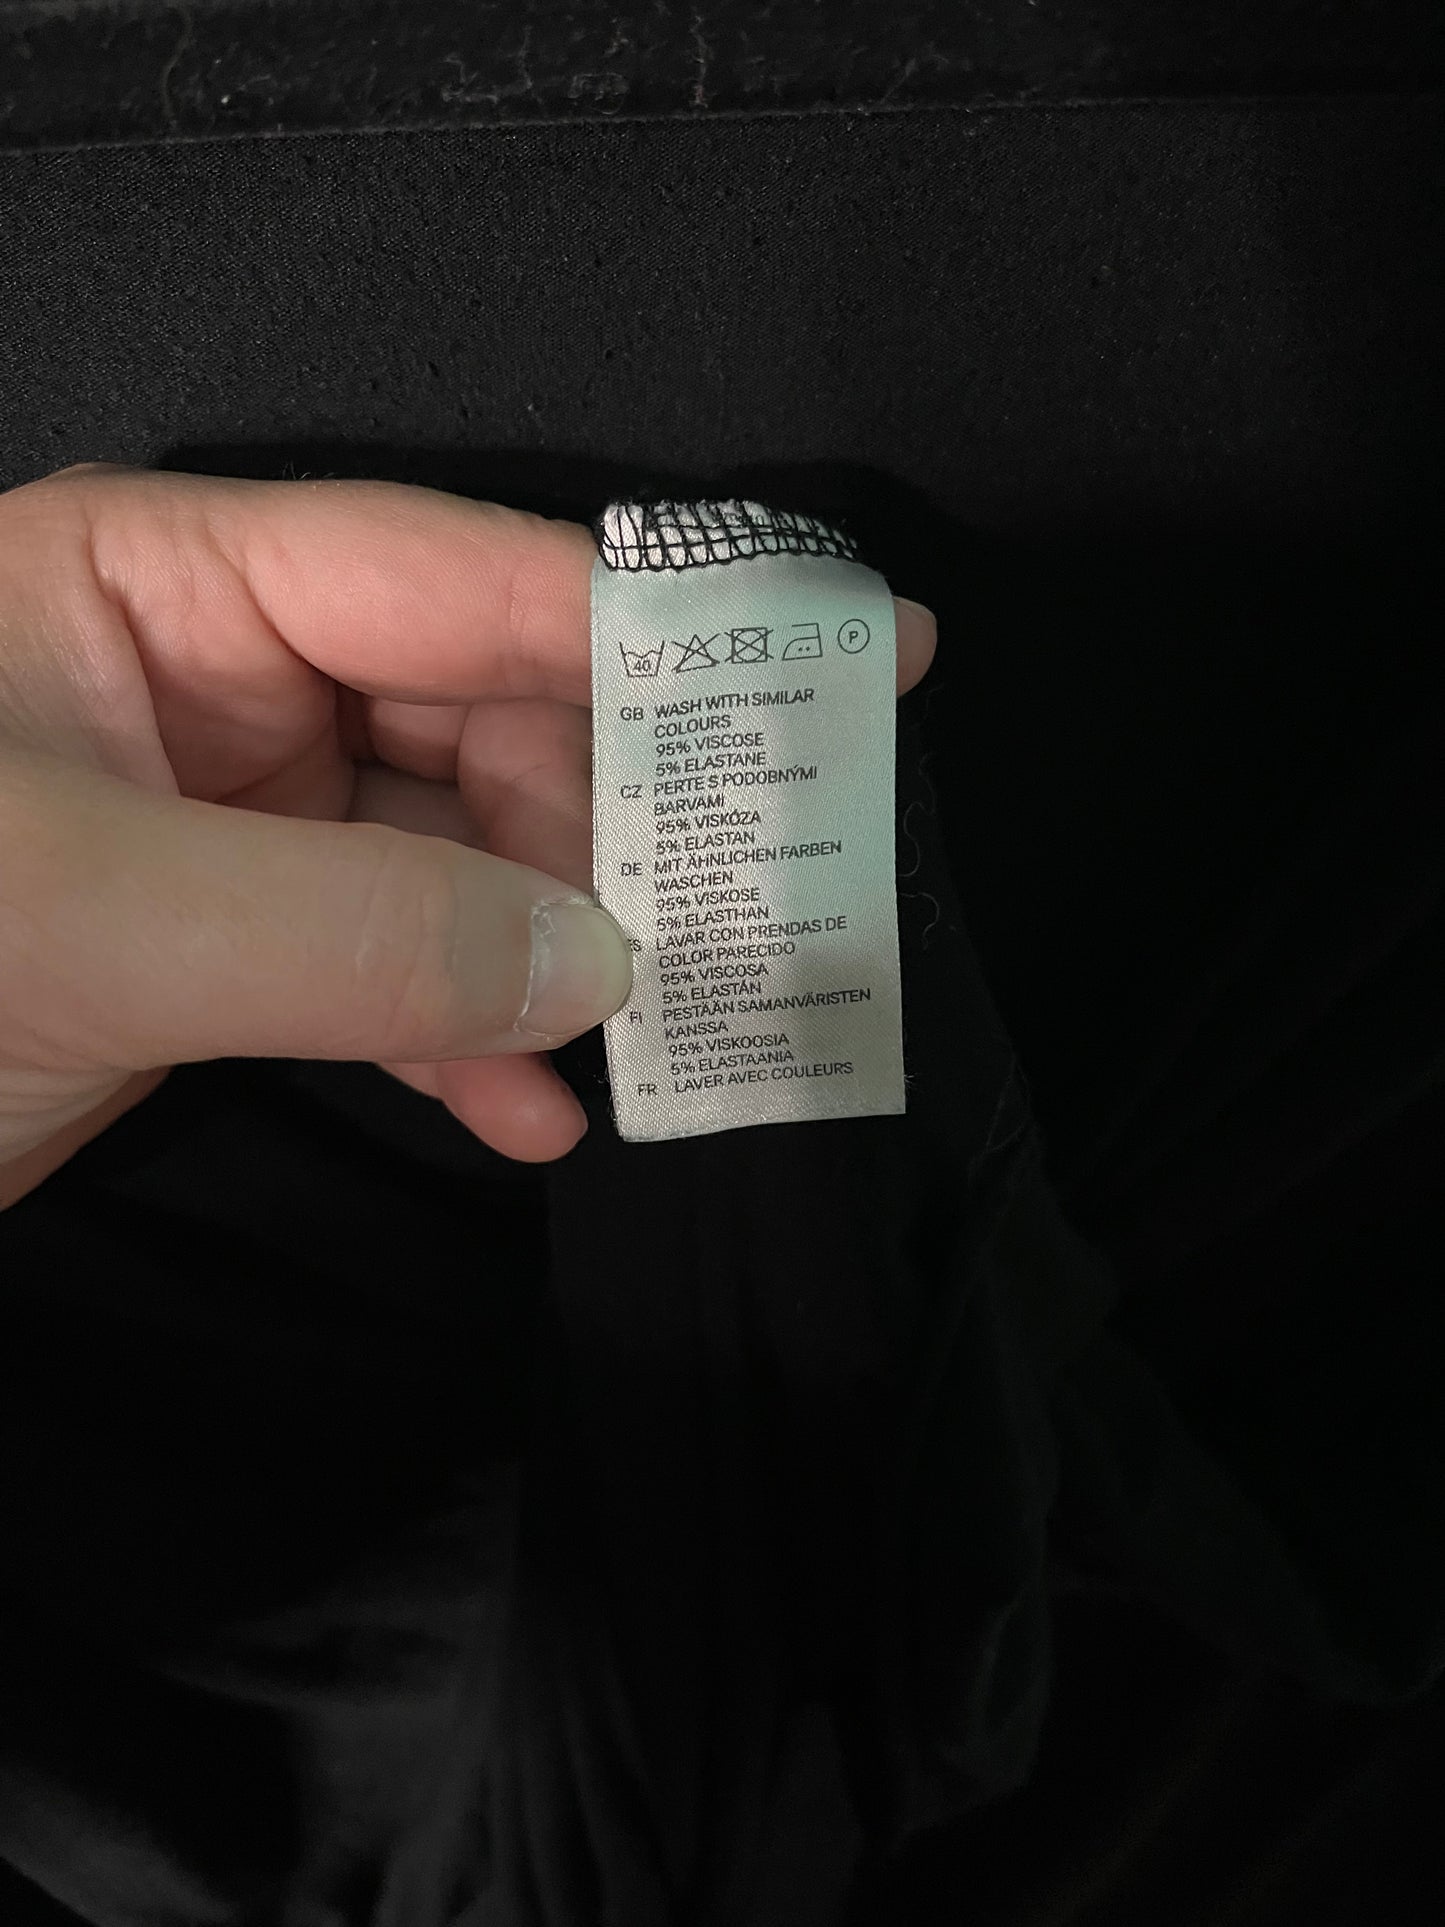 40 P
GB WASH WITH SIMILAR
COLOURS
95% VISCOSE
5% ELASTANE
CZ PERTE S PODOBNÝMI
BARVAMI
95% VISKÓZA
5% ELASTAN
DE MIT ÄHNLICHEN FARBEN
WASCHEN
95% VISKOSE
5% ELASTHAN
ES LAVAR CON PRENDAS DE
COLOR PARECIDO
95% VISCOSA
5% ELASTÁN
FI PESTÄÄN SAMANVÄRISTEN
KANSSA
95% VISKOOSIA
5% ELASTAANIA
FR LAVER AVEC COULEURS